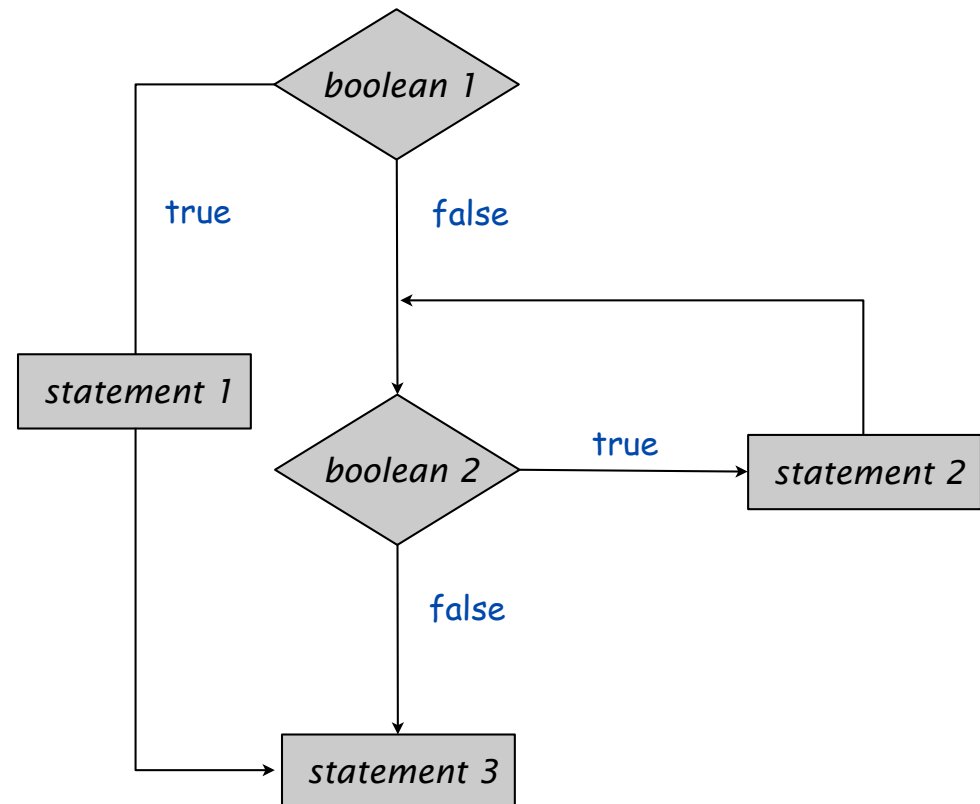 boolean 1
true
false
statement 1
boolean 2
true
statement 2
false
statement 3